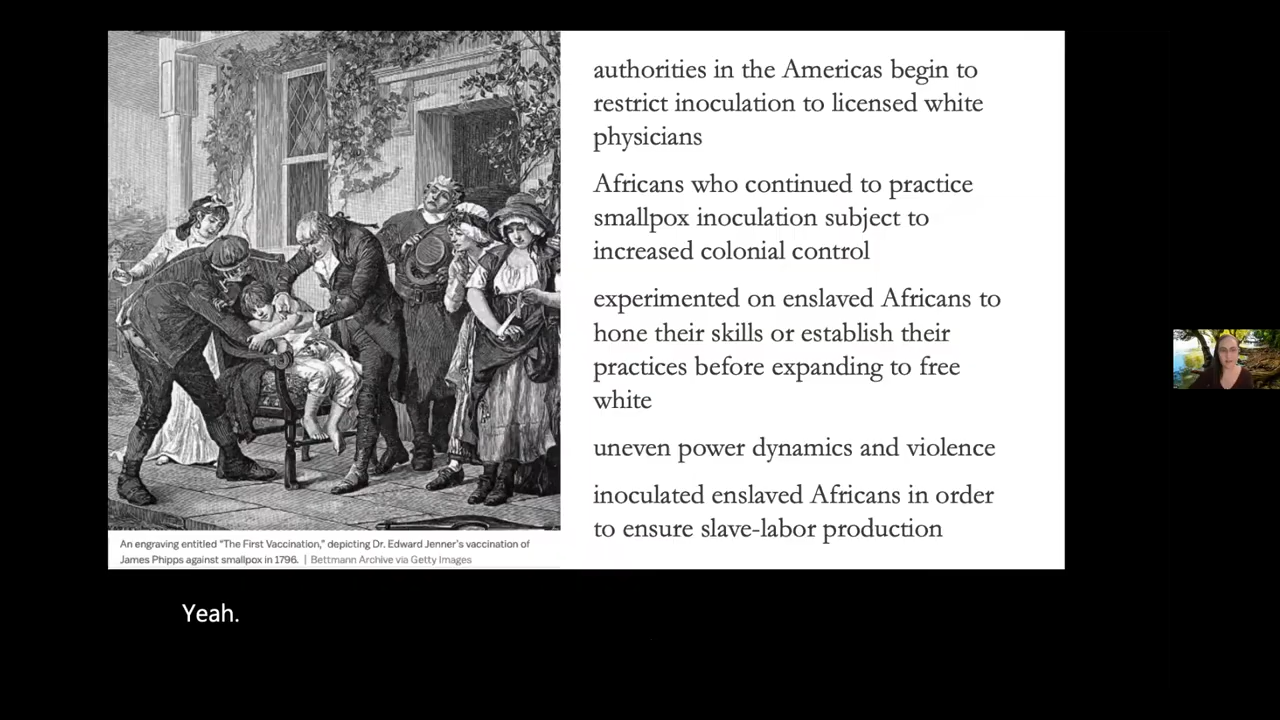 authorities in the Americas begin to
restrict inoculation to licensed white
physicians
Africans who continued to practice
smallpox inoculation subject to
increased colonial control
experimented on enslaved Africans to
hone their skills or establish their
practices before expanding to free
white
uneven power dynamics and violence
inoculated enslaved Africans in order
to ensure slave-labor production
An engraving entitled “The First Vaccination,” depicting Dr. Edward Jenner’s vaccination of
James Phipps against smallpox in 1796. | Bettmann Archive via Getty Images
Yeah.